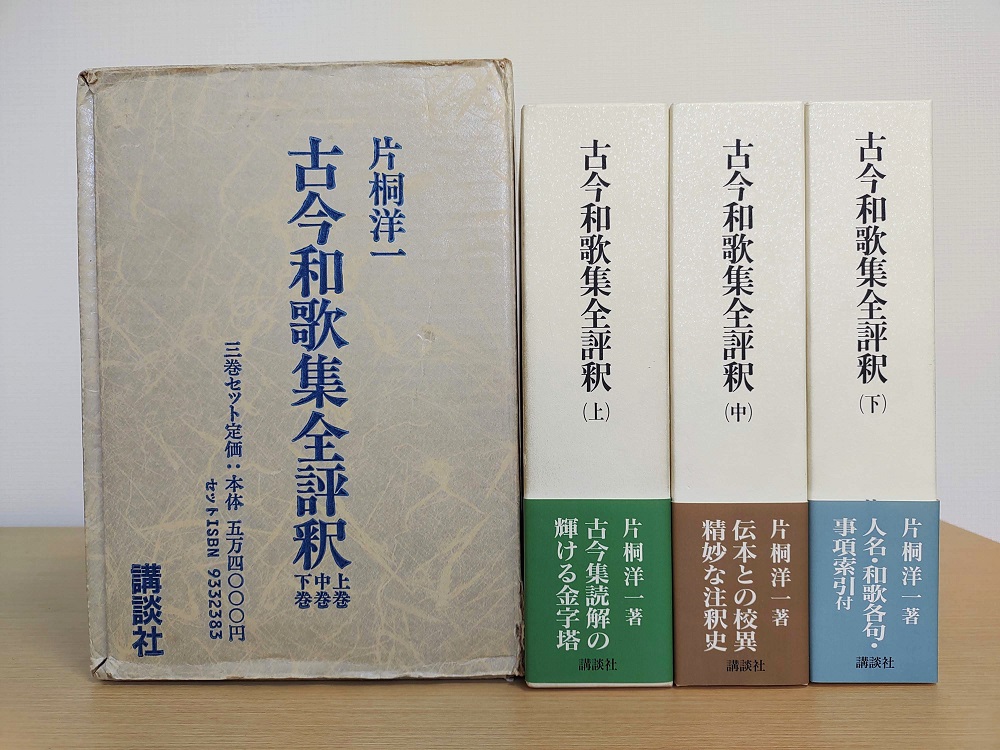 片桐洋一
古今和歌集全評釈
上巻
中巻
下巻
三巻セット定価：本体 五万四〇〇〇円
セットISBN 9332383
講談社
古今和歌集全評釈(上)
片桐洋一著
古今集読解の
輝ける金字塔
講談社
古今和歌集全評釈(中)
片桐洋一著
伝本との校異
精妙な注釈史
講談社
古今和歌集全評釈(下)
片桐洋一著
人名・和歌各句・
事項索引付
講談社